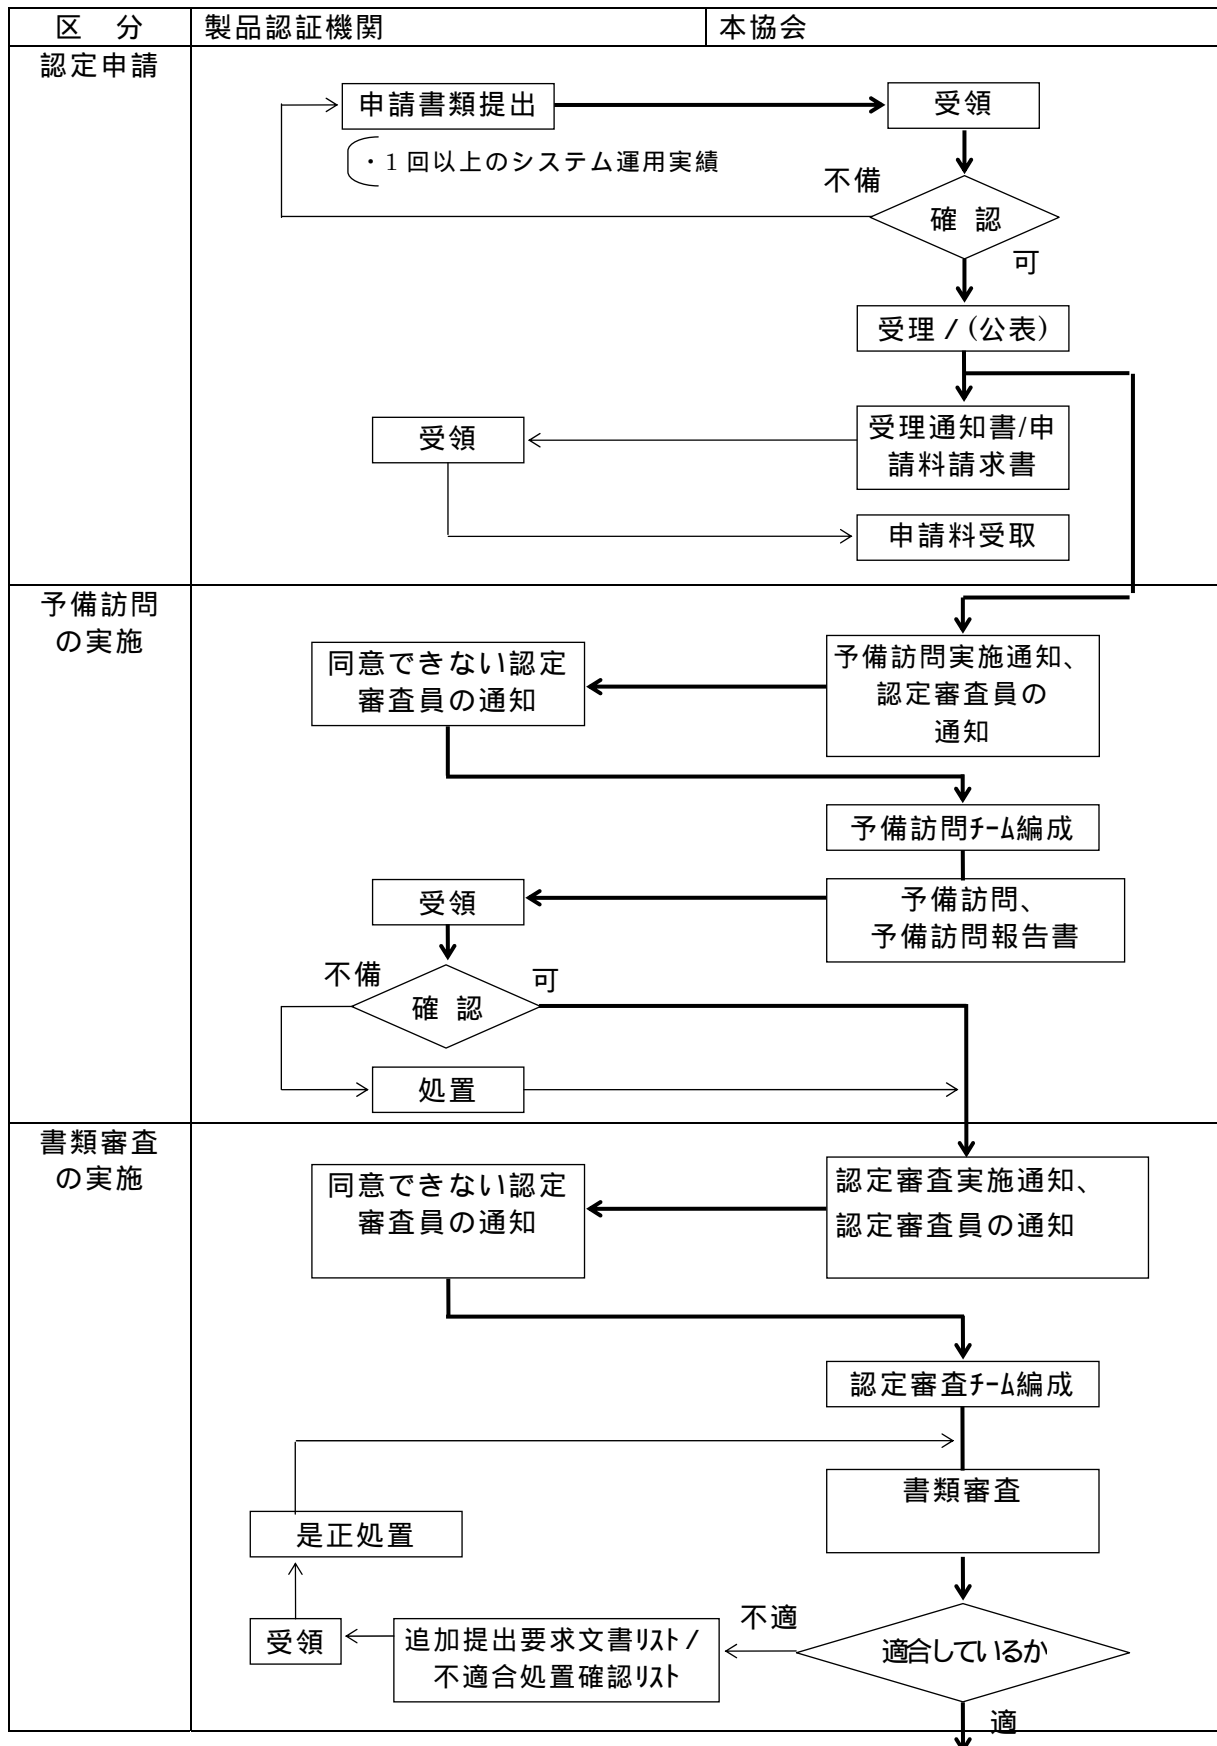 区 分
製品認証機関
本協会
認定申請
申請書類提出
受領
・1回以上のシステム運用実績
不備
確 認
可
受理/(公表)
受理通知書/申
請料請求書
受領
申請料受取
予備訪問
の実施
同意できない認定
審査員の通知
予備訪問実施通知、
認定審査員の
通知
予備訪問ﾁｰﾑ編成
受領
予備訪問、
予備訪問報告書
不備
可
確 認
処置
書類審査
の実施
同意できない認定
審査員の通知
認定審査実施通知、
認定審査員の通知
認定審査ﾁｰﾑ編成
書類審査
是正処置
不適
受領
追加提出要求文書ﾘｽﾄ/
不適合処置確認ﾘｽﾄ
適合しているか
適